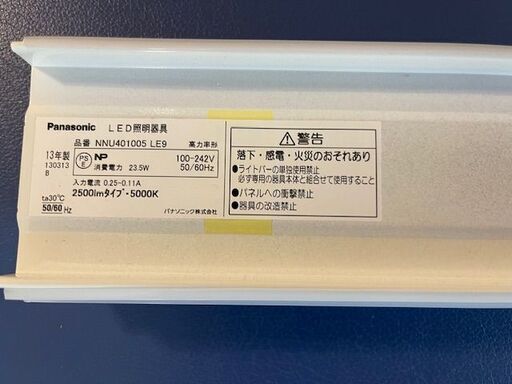 Panasonic LED照明器具
品番 NNU401005 LE9 高力率形
13年製
130313
B
PS
E
NP 100-242V
消費電力 23.5W 50/60Hz
入力電流 0.25-0.11A
2500lmタイプ・5000K
ta30℃
50/60 Hz
パナソニック株式会社
警告
落下・感電・火災のおそれあり
●ライトバーの単独使用禁止
必ず専用の器具本体と組合せて使用すること
●パネルへの衝撃禁止
●器具の改造禁止